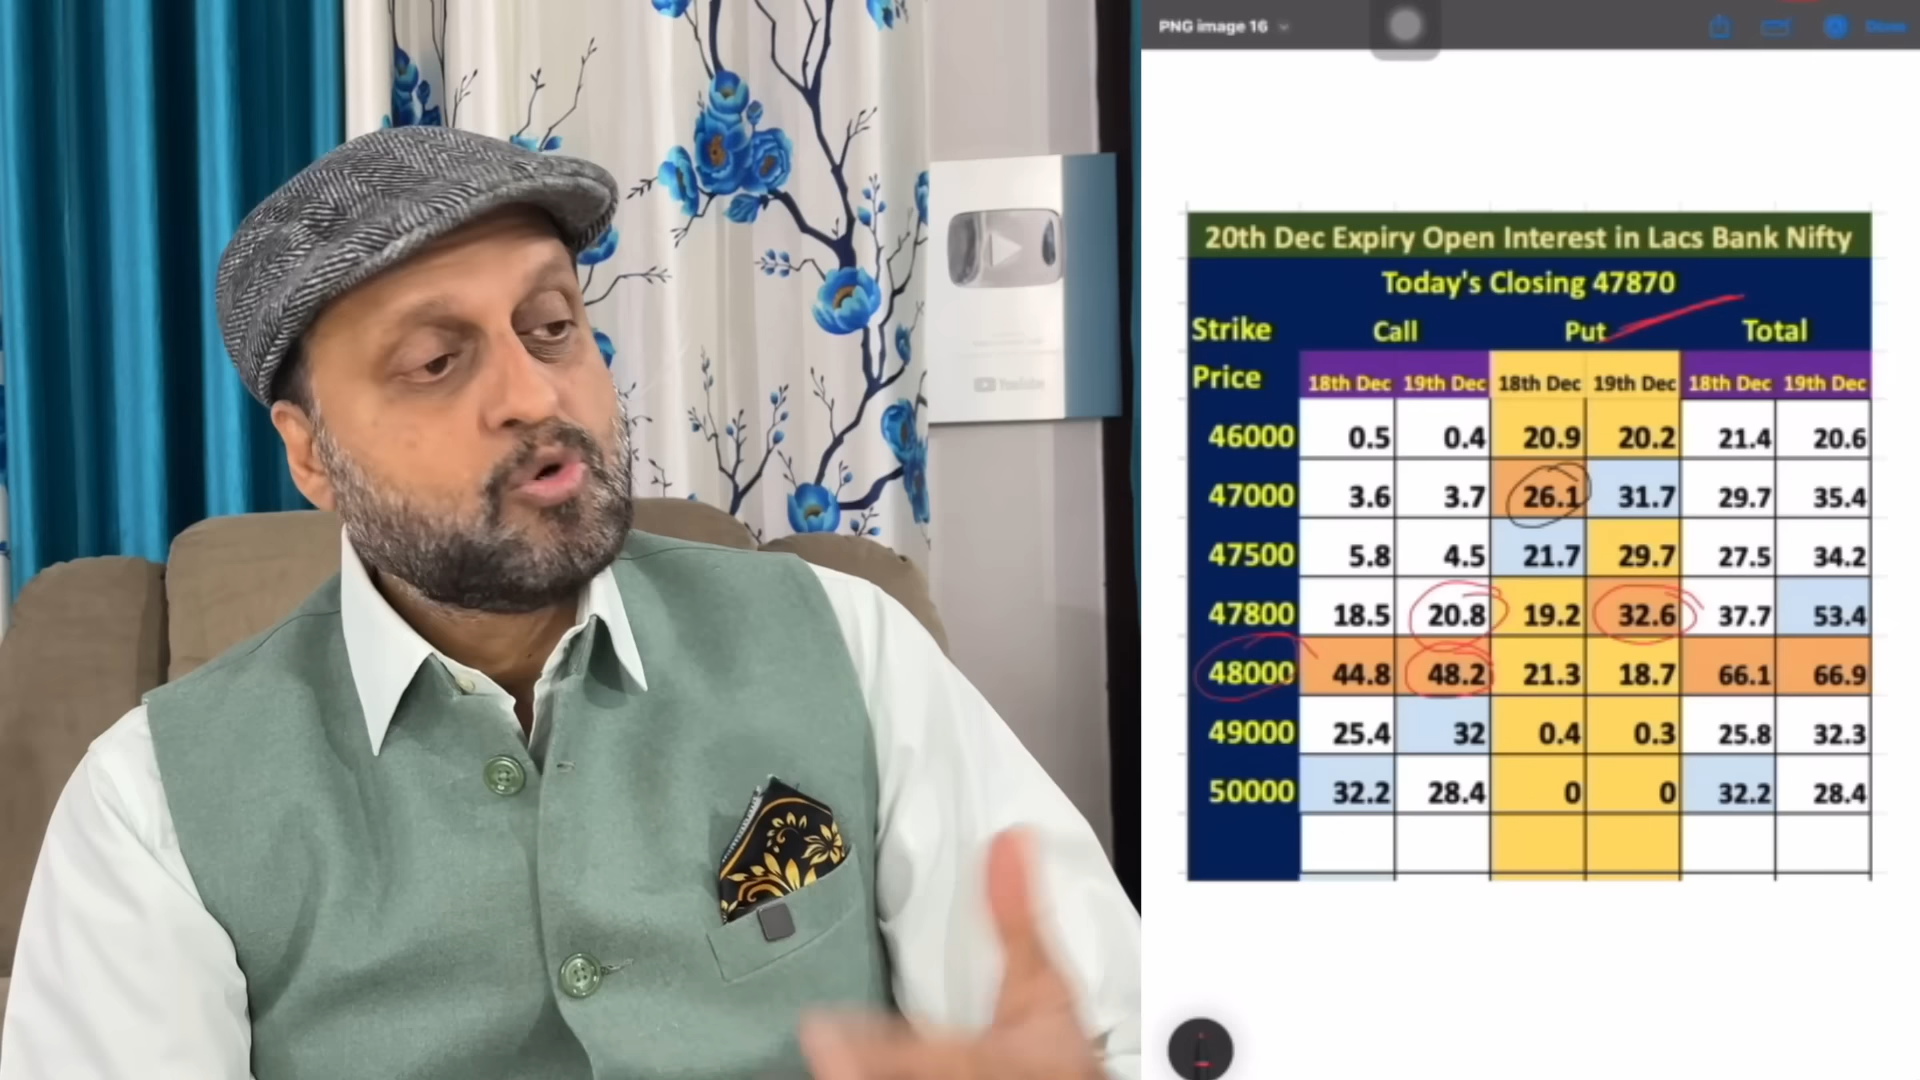 PNG image 16
Done
YouTube
20th Dec Expiry Open Interest in Lacs Bank Nifty
Today's Closing 47870
Strike Call Put Total
Price 18th Dec 19th Dec 18th Dec 19th Dec 18th Dec 19th Dec
46000 0.5 0.4 20.9 20.2 21.4 20.6
47000 3.6 3.7 26.1 31.7 29.7 35.4
47500 5.8 4.5 21.7 29.7 27.5 34.2
47800 18.5 20.8 19.2 32.6 37.7 53.4
48000 44.8 48.2 21.3 18.7 66.1 66.9
49000 25.4 32 0.4 0.3 25.8 32.3
50000 32.2 28.4 0 0 32.2 28.4